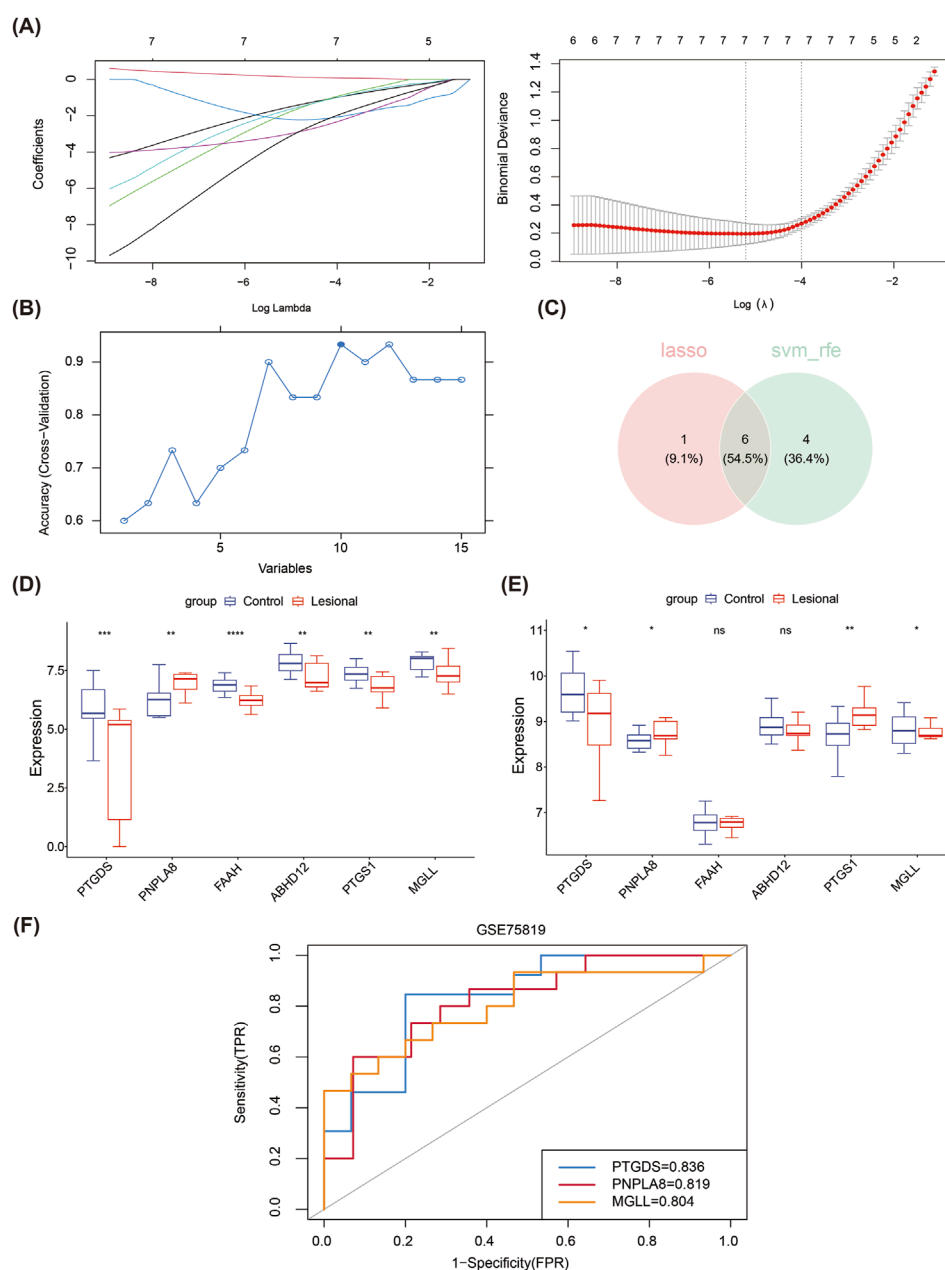 (A)
7 7 7 5
0
−2
−4
−6
−8
−10
Coefficients
−8 −6 −4 −2
Log Lambda
6 6 7 7 7 7 7 7 7 7 7 7 7 5 5 2
1.4
1.2
1.0
0.8
0.6
0.4
0.2
0.0
Binomial Deviance
−8 −6 −4 −2
Log (λ)
(B)
0.9
0.8
0.7
0.6
Accuracy (Cross-Validation)
5 10 15
Variables
(C)
lasso svm_rfe
1 6 4
(9.1%) (54.5%) (36.4%)
(D)
group Control Lesional
*** ** **** ** ** **
7.5
5.0
2.5
0.0
Expression
PTGDS PNPLA8 FAAH ABHD12 PTGS1 MGLL
(E)
group Control Lesional
* * ns ns ** *
11
10
9
8
7
Expression
PTGDS PNPLA8 FAAH ABHD12 PTGS1 MGLL
(F)
GSE75819
1.0
0.8
0.6
0.4
0.2
0.0
Sensitivity(TPR)
PTGDS=0.836
PNPLA8=0.819
MGLL=0.804
0.0 0.2 0.4 0.6 0.8 1.0
1-Specificity(FPR)